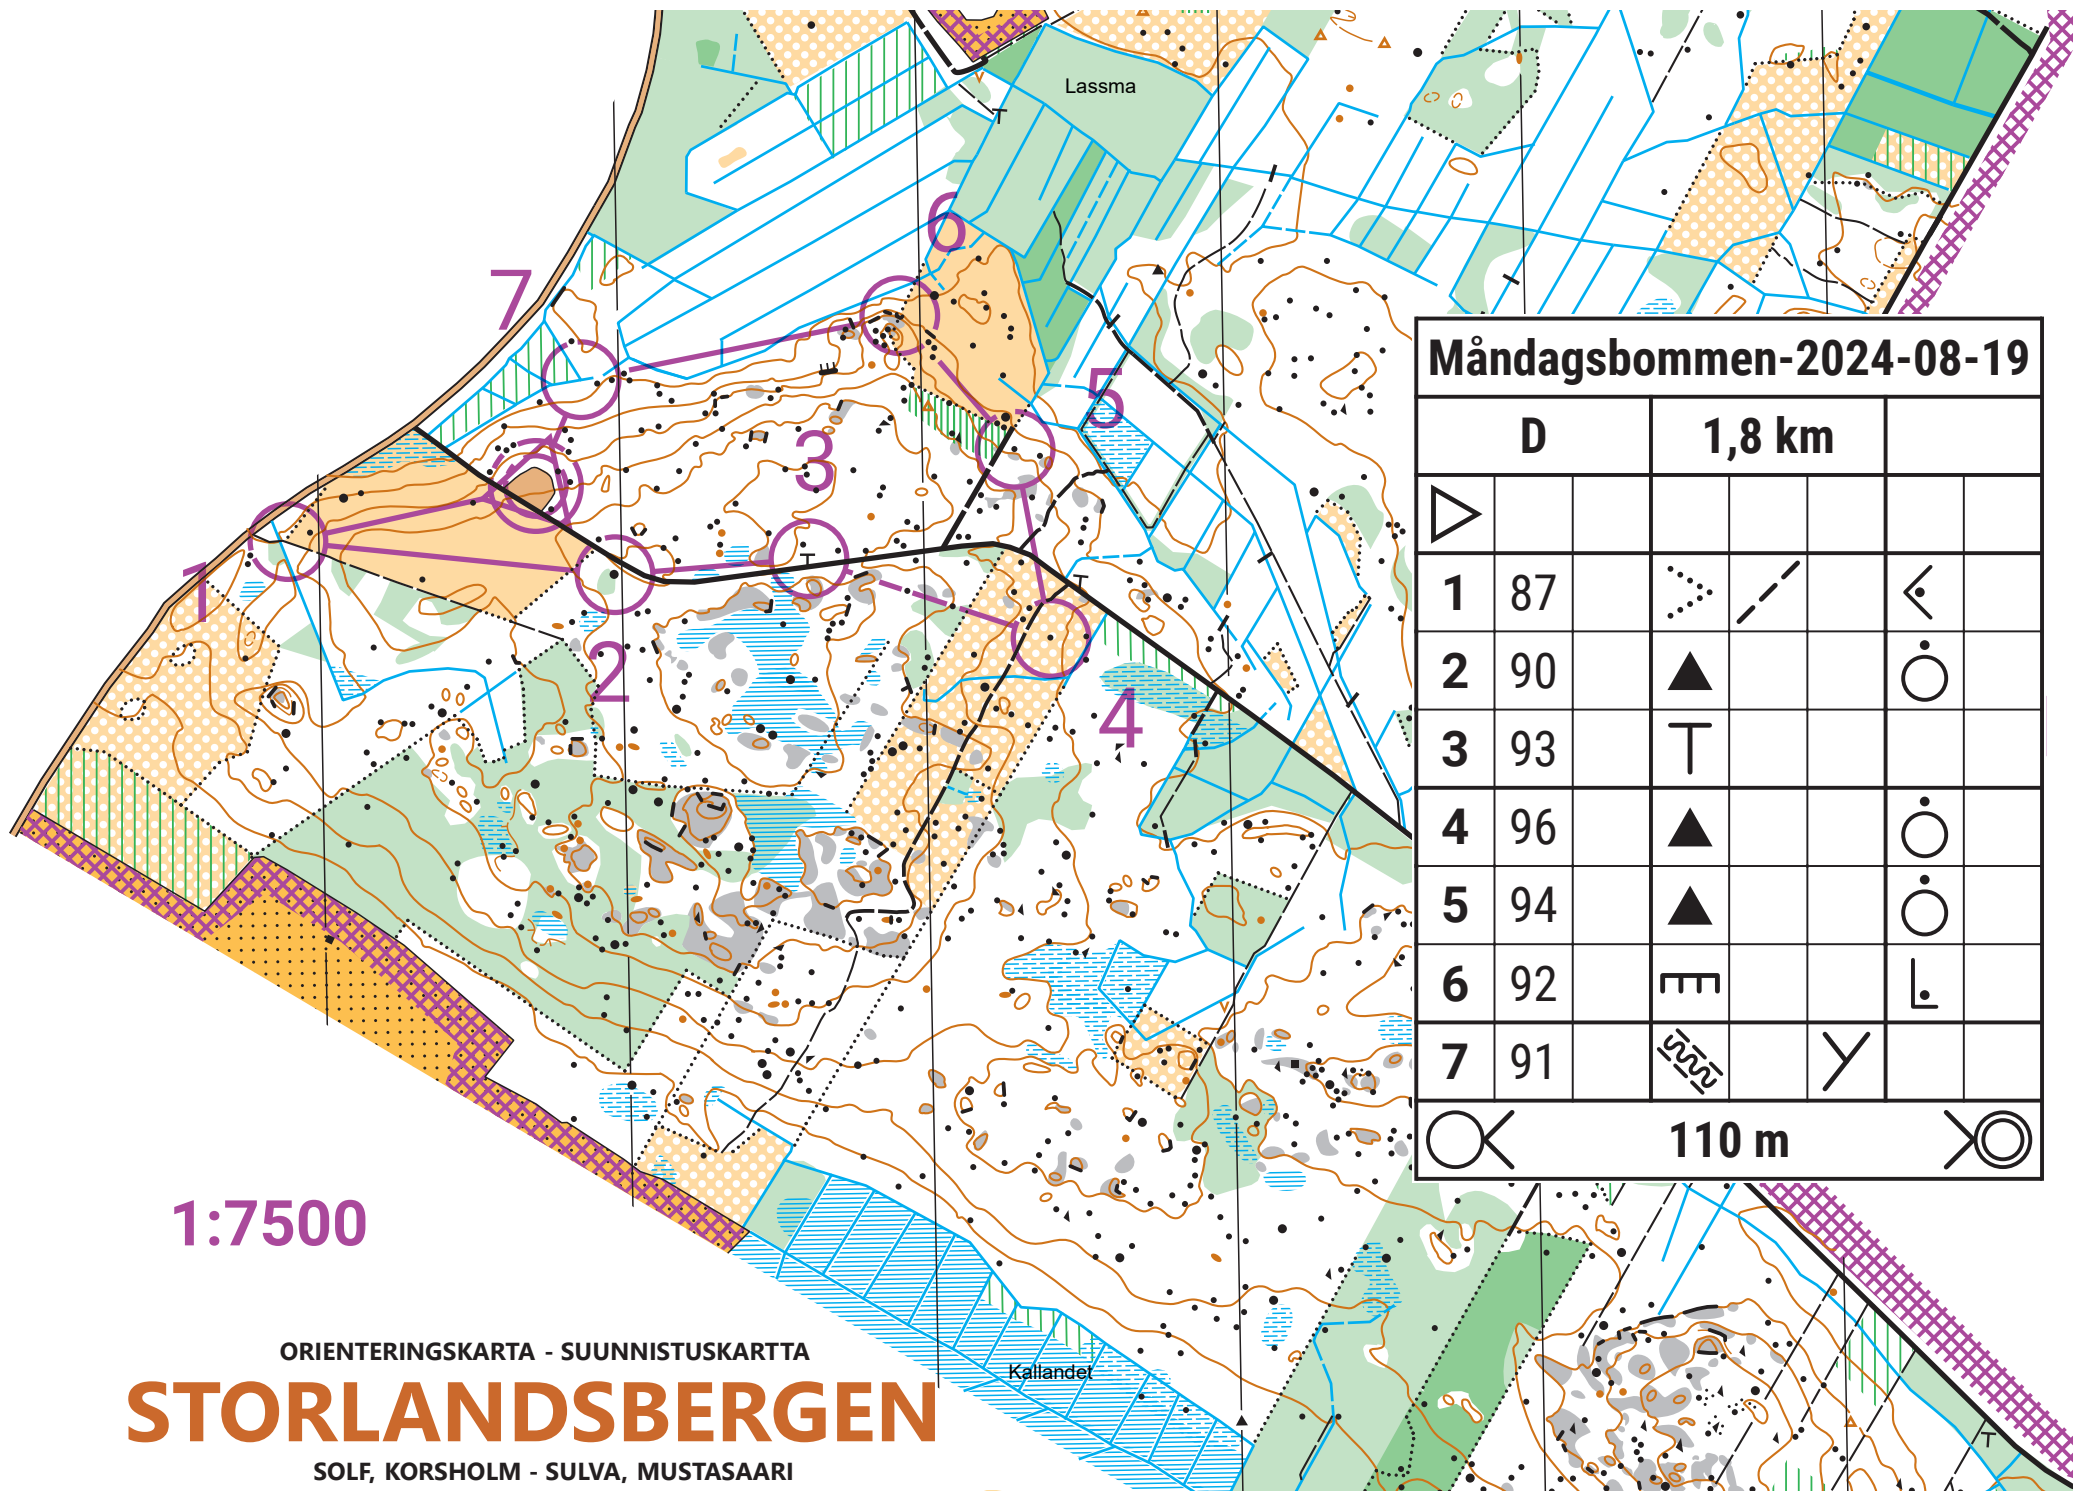 Lassma
6
7
5
3
1
2
4
Måndagsbommen-2024-08-19
D 1,8 km
1 87
2 90
3 93
4 96
5 94
6 92
7 91
110 m
1:7500
Kallandet
ORIENTERINGSKARTA - SUUNNISTUSKARTTA
STORLANDSBERGEN
SOLF, KORSHOLM - SULVA, MUSTASAARI